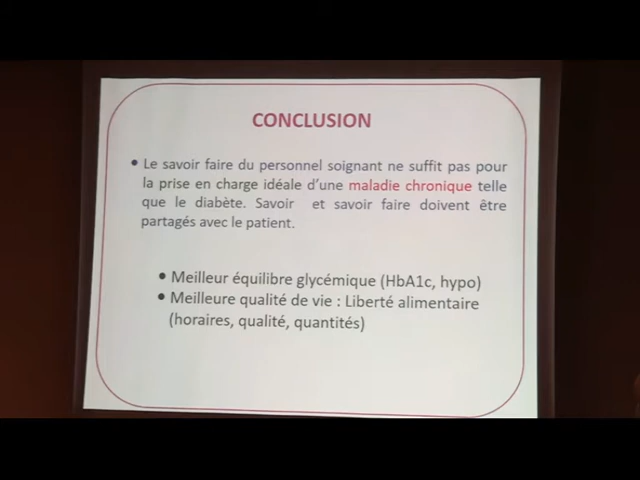 CONCLUSION
• Le savoir faire du personnel soignant ne suffit pas pour
la prise en charge idéale d'une maladie chronique telle
que le diabète. Savoir et savoir faire doivent être
partagés avec le patient.
• Meilleur équilibre glycémique (HbA1c, hypo)
• Meilleure qualité de vie : Liberté alimentaire
(horaires, qualité, quantités)